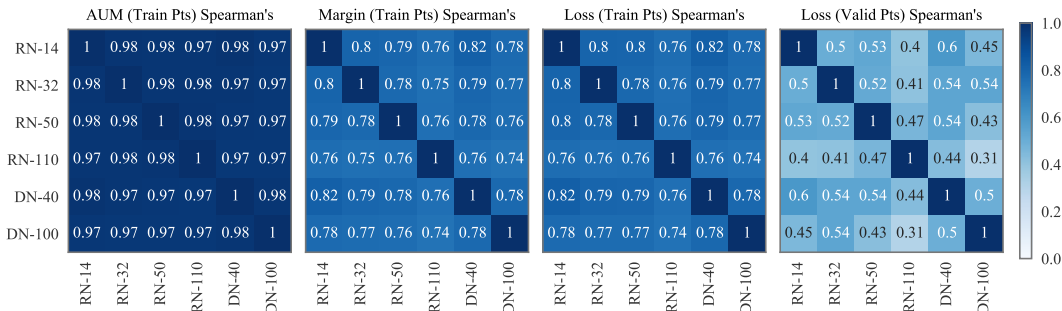 AUM (Train Pts) Spearman's Margin (Train Pts) Spearman's Loss (Train Pts) Spearman's Loss (Valid Pts) Spearman's
RN-14 1 0.98 0.98 0.97 0.98 0.97 1 0.8 0.79 0.76 0.82 0.78 1 0.8 0.8 0.76 0.82 0.78 1 0.5 0.53 0.4 0.6 0.45 1.0
RN-32 0.98 1 0.98 0.98 0.97 0.97 0.8 1 0.78 0.75 0.79 0.77 0.8 1 0.78 0.76 0.79 0.77 0.5 1 0.52 0.41 0.54 0.54 0.8
RN-50 0.98 0.98 1 0.98 0.97 0.97 0.79 0.78 1 0.76 0.78 0.76 0.8 0.78 1 0.76 0.79 0.77 0.53 0.52 1 0.47 0.54 0.43 0.6
RN-110 0.97 0.98 0.98 1 0.97 0.97 0.76 0.75 0.76 1 0.76 0.74 0.76 0.76 0.76 1 0.76 0.74 0.4 0.41 0.47 1 0.44 0.31 0.4
DN-40 0.98 0.97 0.97 0.97 1 0.98 0.82 0.79 0.78 0.76 1 0.78 0.82 0.79 0.79 0.76 1 0.78 0.6 0.54 0.54 0.44 1 0.5 0.2
DN-100 0.97 0.97 0.97 0.97 0.98 1 0.78 0.77 0.76 0.74 0.78 1 0.78 0.77 0.77 0.74 0.78 1 0.45 0.54 0.43 0.31 0.5 1 0.0
RN-14 RN-32 RN-50 RN-110 DN-40 DN-100 RN-14 RN-32 RN-50 RN-110 DN-40 DN-100 RN-14 RN-32 RN-50 RN-110 DN-40 DN-100 RN-14 RN-32 RN-50 RN-110 DN-40 DN-100